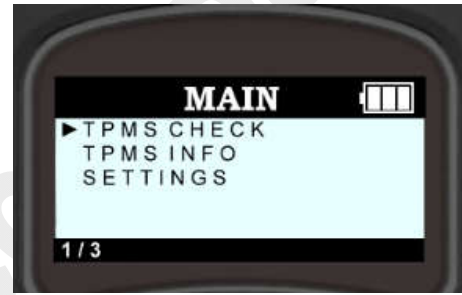 MAIN
►TPMS CHECK
TPMS INFO
SETTINGS
1/3